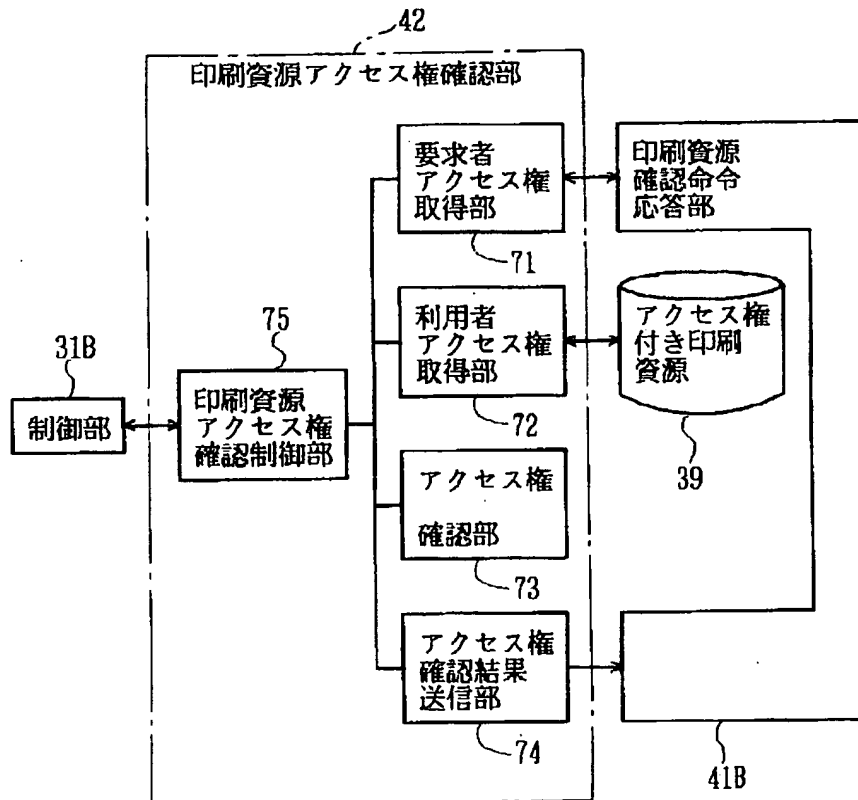 42
印刷資源アクセス権確認部
要求者
アクセス権
取得部
71
印刷資源
確認命令
応答部
75
31B
制御部
印刷資源
アクセス権
確認制御部
利用者
アクセス権
取得部
72
アクセス権
付き印刷
資源
39
アクセス権
確認部
73
アクセス権
確認結果
送信部
74
41B